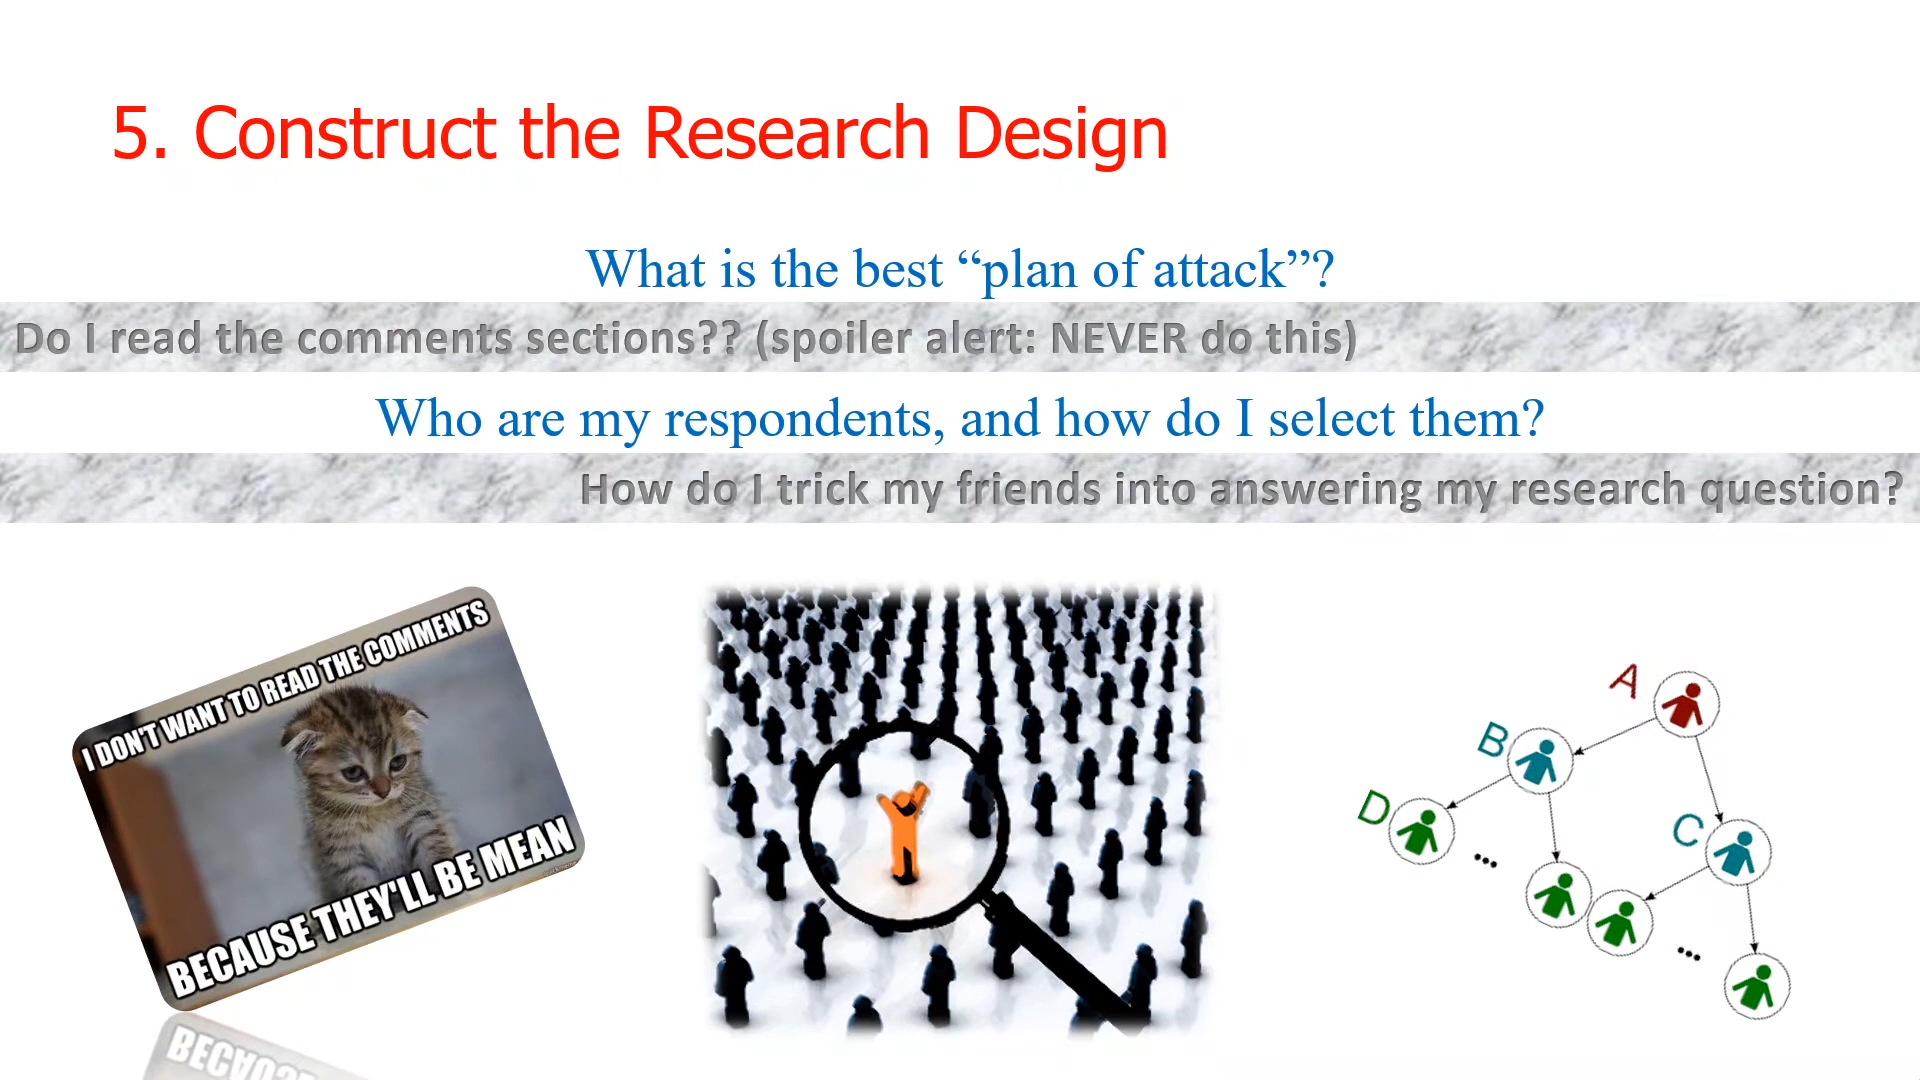 5. Construct the Research Design
What is the best “plan of attack”?
Do I read the comments sections?? (spoiler alert: NEVER do this)
Who are my respondents, and how do I select them?
How do I trick my friends into answering my research question?
I DON'T WANT TO READ THE COMMENTS
BECAUSE THEY'LL BE MEAN
A
B
D
...
C
...